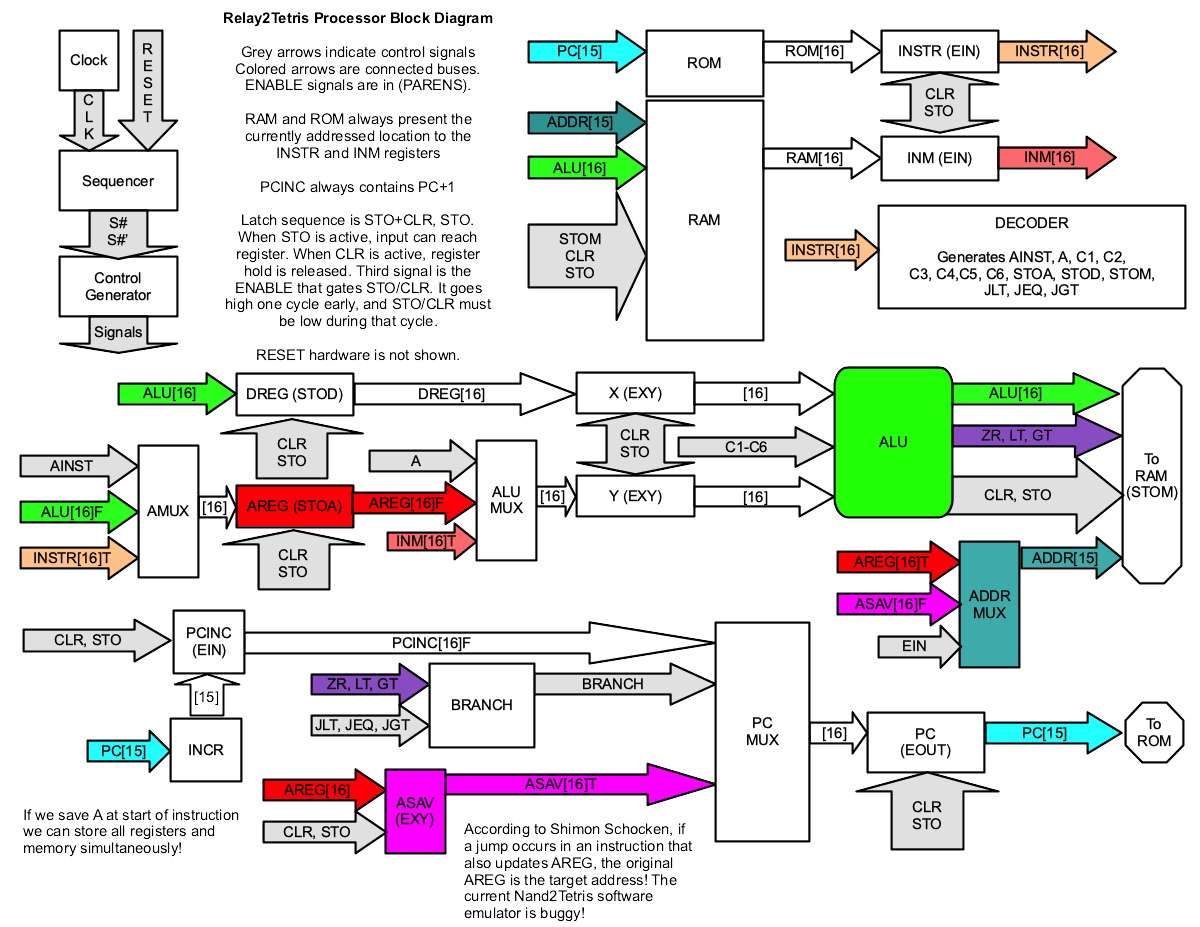 Relay2Tetris Processor Block Diagram
Grey arrows indicate control signals
Colored arrows are connected buses.
ENABLE signals are in (PARENS).
RAM and ROM always present the
currently addressed location to the
INSTR and INM registers
PCINC always contains PC+1
Latch sequence is STO+CLR, STO.
When STO is active, input can reach
register. When CLR is active, register
hold is released. Third signal is the
ENABLE that gates STO/CLR. It goes
high one cycle early, and STO/CLR must
be low during that cycle.
RESET hardware is not shown.
Clock
CLK
RESET
Sequencer
S#
S#'
Control
Generator
Signals
PC[15]
ROM
ROM[16]
INSTR (EIN)
INSTR[16]
CLR
STO
ADDR[15]
ALU[16]
STOM
CLR
STO
RAM
RAM[16]
INM (EIN)
INM[16]
INSTR[16]
DECODER
Generates AINST, A, C1, C2,
C3, C4,C5, C6, STOA, STOD, STOM,
JLT, JEQ, JGT
ALU[16]
DREG (STOD)
DREG[16]
X (EXY)
[16]
ALU
ALU[16]
ZR, LT, GT
CLR, STO
To
RAM
(STOM)
CLR
STO
CLR
STO
C1-C6
AINST
ALU[16]F
INSTR[16]T
AMUX
[16]
AREG (STOA)
AREG[16]F
A
INM[16]T
ALU
MUX
[16]
Y (EXY)
[16]
CLR
STO
AREG[16]T
ASAV[16]F
EIN
ADDR
MUX
ADDR[15]
CLR, STO
PCINC
(EIN)
PCINC[16]F
[15]
PC[15]
INCR
ZR, LT, GT
JLT, JEQ, JGT
BRANCH
BRANCH
PC
MUX
[16]
PC
(EOUT)
PC[15]
To
ROM
CLR
STO
AREG[16]
CLR, STO
ASAV
(EXY)
ASAV[16]T
If we save A at start of instruction
we can store all registers and
memory simultaneously!
According to Shimon Schocken, if
a jump occurs in an instruction that
also updates AREG, the original
AREG is the target address! The
current Nand2Tetris software
emulator is buggy!